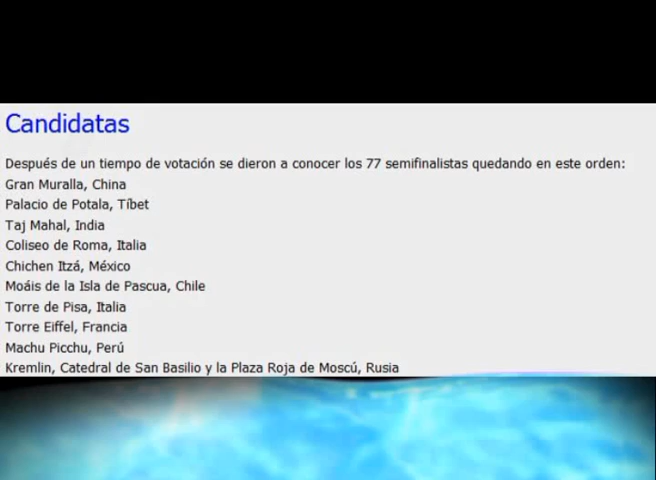 Candidatas
Después de un tiempo de votación se dieron a conocer los 77 semifinalistas quedando en este orden:
Gran Muralla, China
Palacio de Potala, Tíbet
Taj Mahal, India
Coliseo de Roma, Italia
Chichen Itzá, México
Moáis de la Isla de Pascua, Chile
Torre de Pisa, Italia
Torre Eiffel, Francia
Machu Picchu, Perú
Kremlin, Catedral de San Basilio y la Plaza Roja de Moscú, Rusia